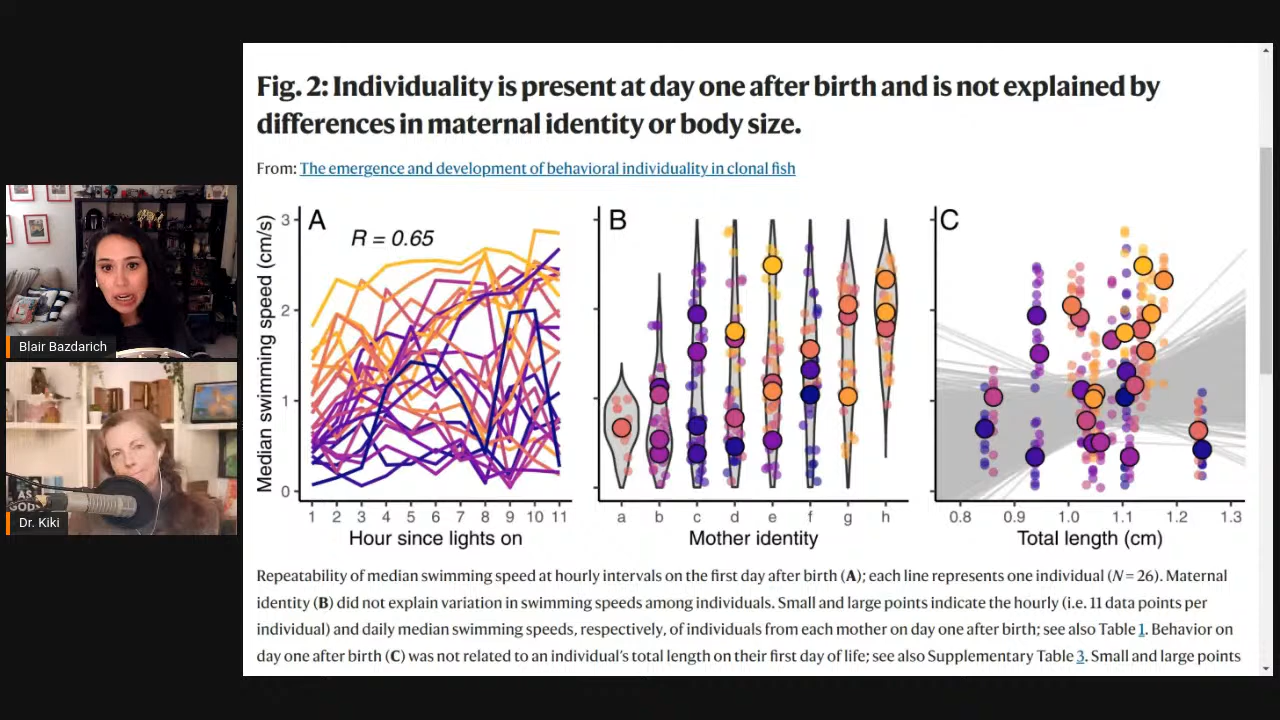 Fig. 2: Individuality is present at day one after birth and is not explained by
differences in maternal identity or body size.
From: The emergence and development of behavioral individuality in clonal fish
A
R = 0.65
Median swimming speed (cm/s)
3
2
1
0
1 2 3 4 5 6 7 8 9 10 11
Hour since lights on
B
a b c d e f g h
Mother identity
C
0.8 0.9 1.0 1.1 1.2 1.3
Total length (cm)
Repeatability of median swimming speed at hourly intervals on the first day after birth (A); each line represents one individual (N = 26). Maternal
identity (B) did not explain variation in swimming speeds among individuals. Small and large points indicate the hourly (i.e. 11 data points per
individual) and daily median swimming speeds, respectively, of individuals from each mother on day one after birth; see also Table 1. Behavior on
day one after birth (C) was not related to an individual's total length on their first day of life; see also Supplementary Table 3. Small and large points
Blair Bazdarich
AS
GODS
Dr. Kiki